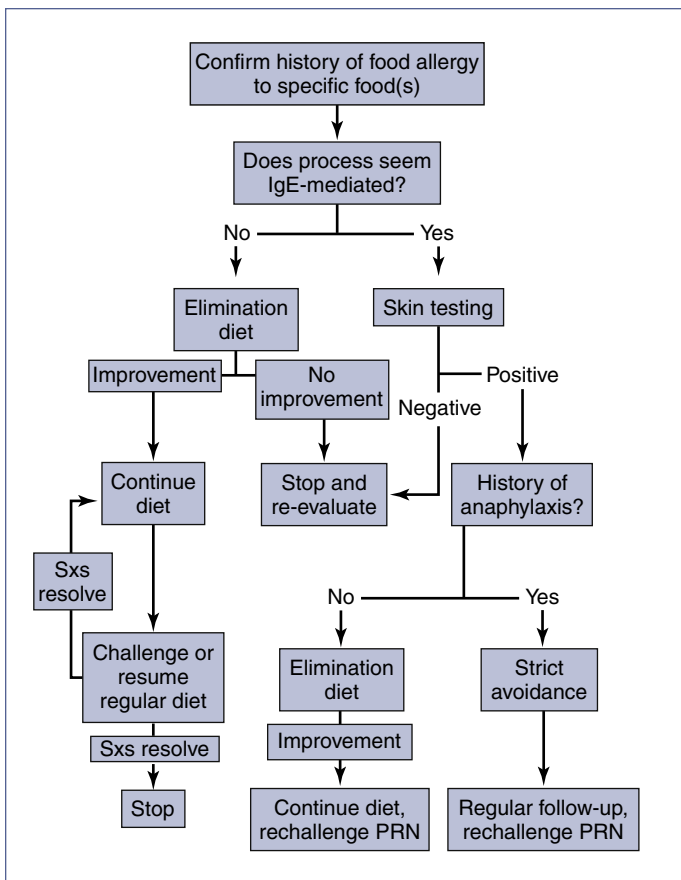 Confirm history of food allergy
to specific food(s)
Does process seem
IgE-mediated?
No
Yes
Elimination
diet
Skin testing
Improvement
No
improvement
Negative
Positive
Continue
diet
Stop and
re-evaluate
History of
anaphylaxis?
Sxs
resolve
No
Yes
Challenge or
resume
regular diet
Elimination
diet
Strict
avoidance
Sxs resolve
Improvement
Stop
Continue diet,
rechallenge PRN
Regular follow-up,
rechallenge PRN